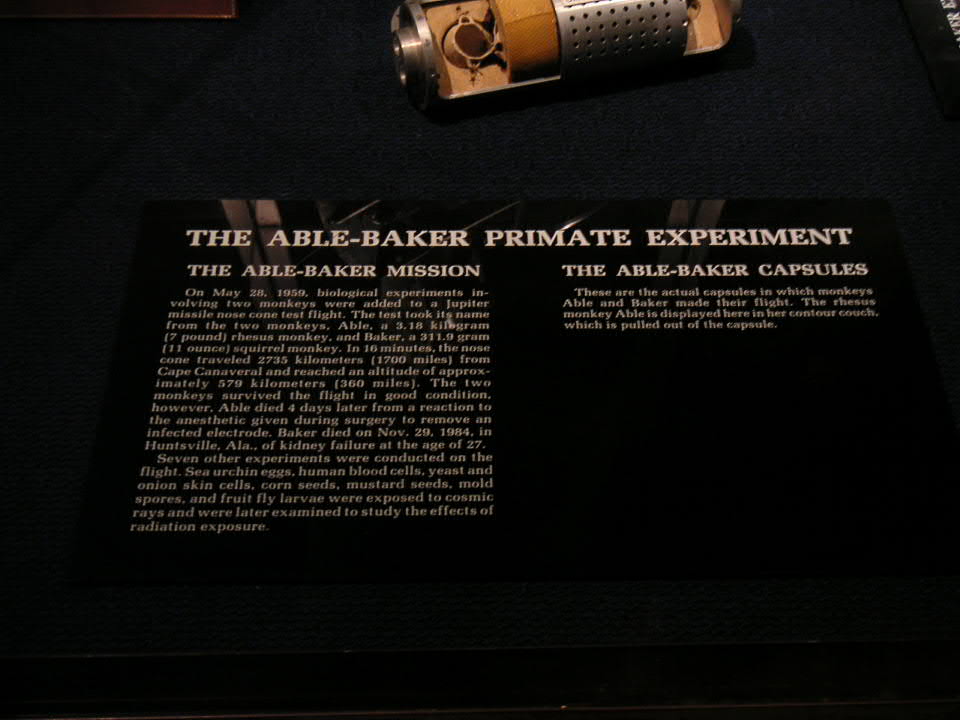 THE ABLE-BAKER PRIMATE EXPERIMENT
THE ABLE-BAKER MISSION
On May 28, 1959, biological experiments in-
volving two monkeys were added to a Jupiter
missile nose cone test flight. The test took its name
from the two monkeys, Able, a 3.18 kilogram
(7 pound) rhesus monkey, and Baker, a 311.9 gram
(11 ounce) squirrel monkey. In 16 minutes, the nose
cone traveled 2735 kilometers (1700 miles) from
Cape Canaveral and reached an altitude of approx-
imately 579 kilometers (360 miles). The two
monkeys survived the flight in good condition,
however, Able died 4 days later from a reaction to
the anesthetic given during surgery to remove an
infected electrode. Baker died on Nov. 29, 1984, in
Huntsville, Ala., of kidney failure at the age of 27.
Seven other experiments were conducted on the
flight. Sea urchin eggs, human blood cells, yeast and
onion skin cells, corn seeds, mustard seeds, mold
spores, and fruit fly larvae were exposed to cosmic
rays and were later examined to study the effects of
radiation exposure.
THE ABLE-BAKER CAPSULES
These are the actual capsules in which monkeys
Able and Baker made their flight. The rhesus
monkey Able is displayed here in her contour couch,
which is pulled out of the capsule.